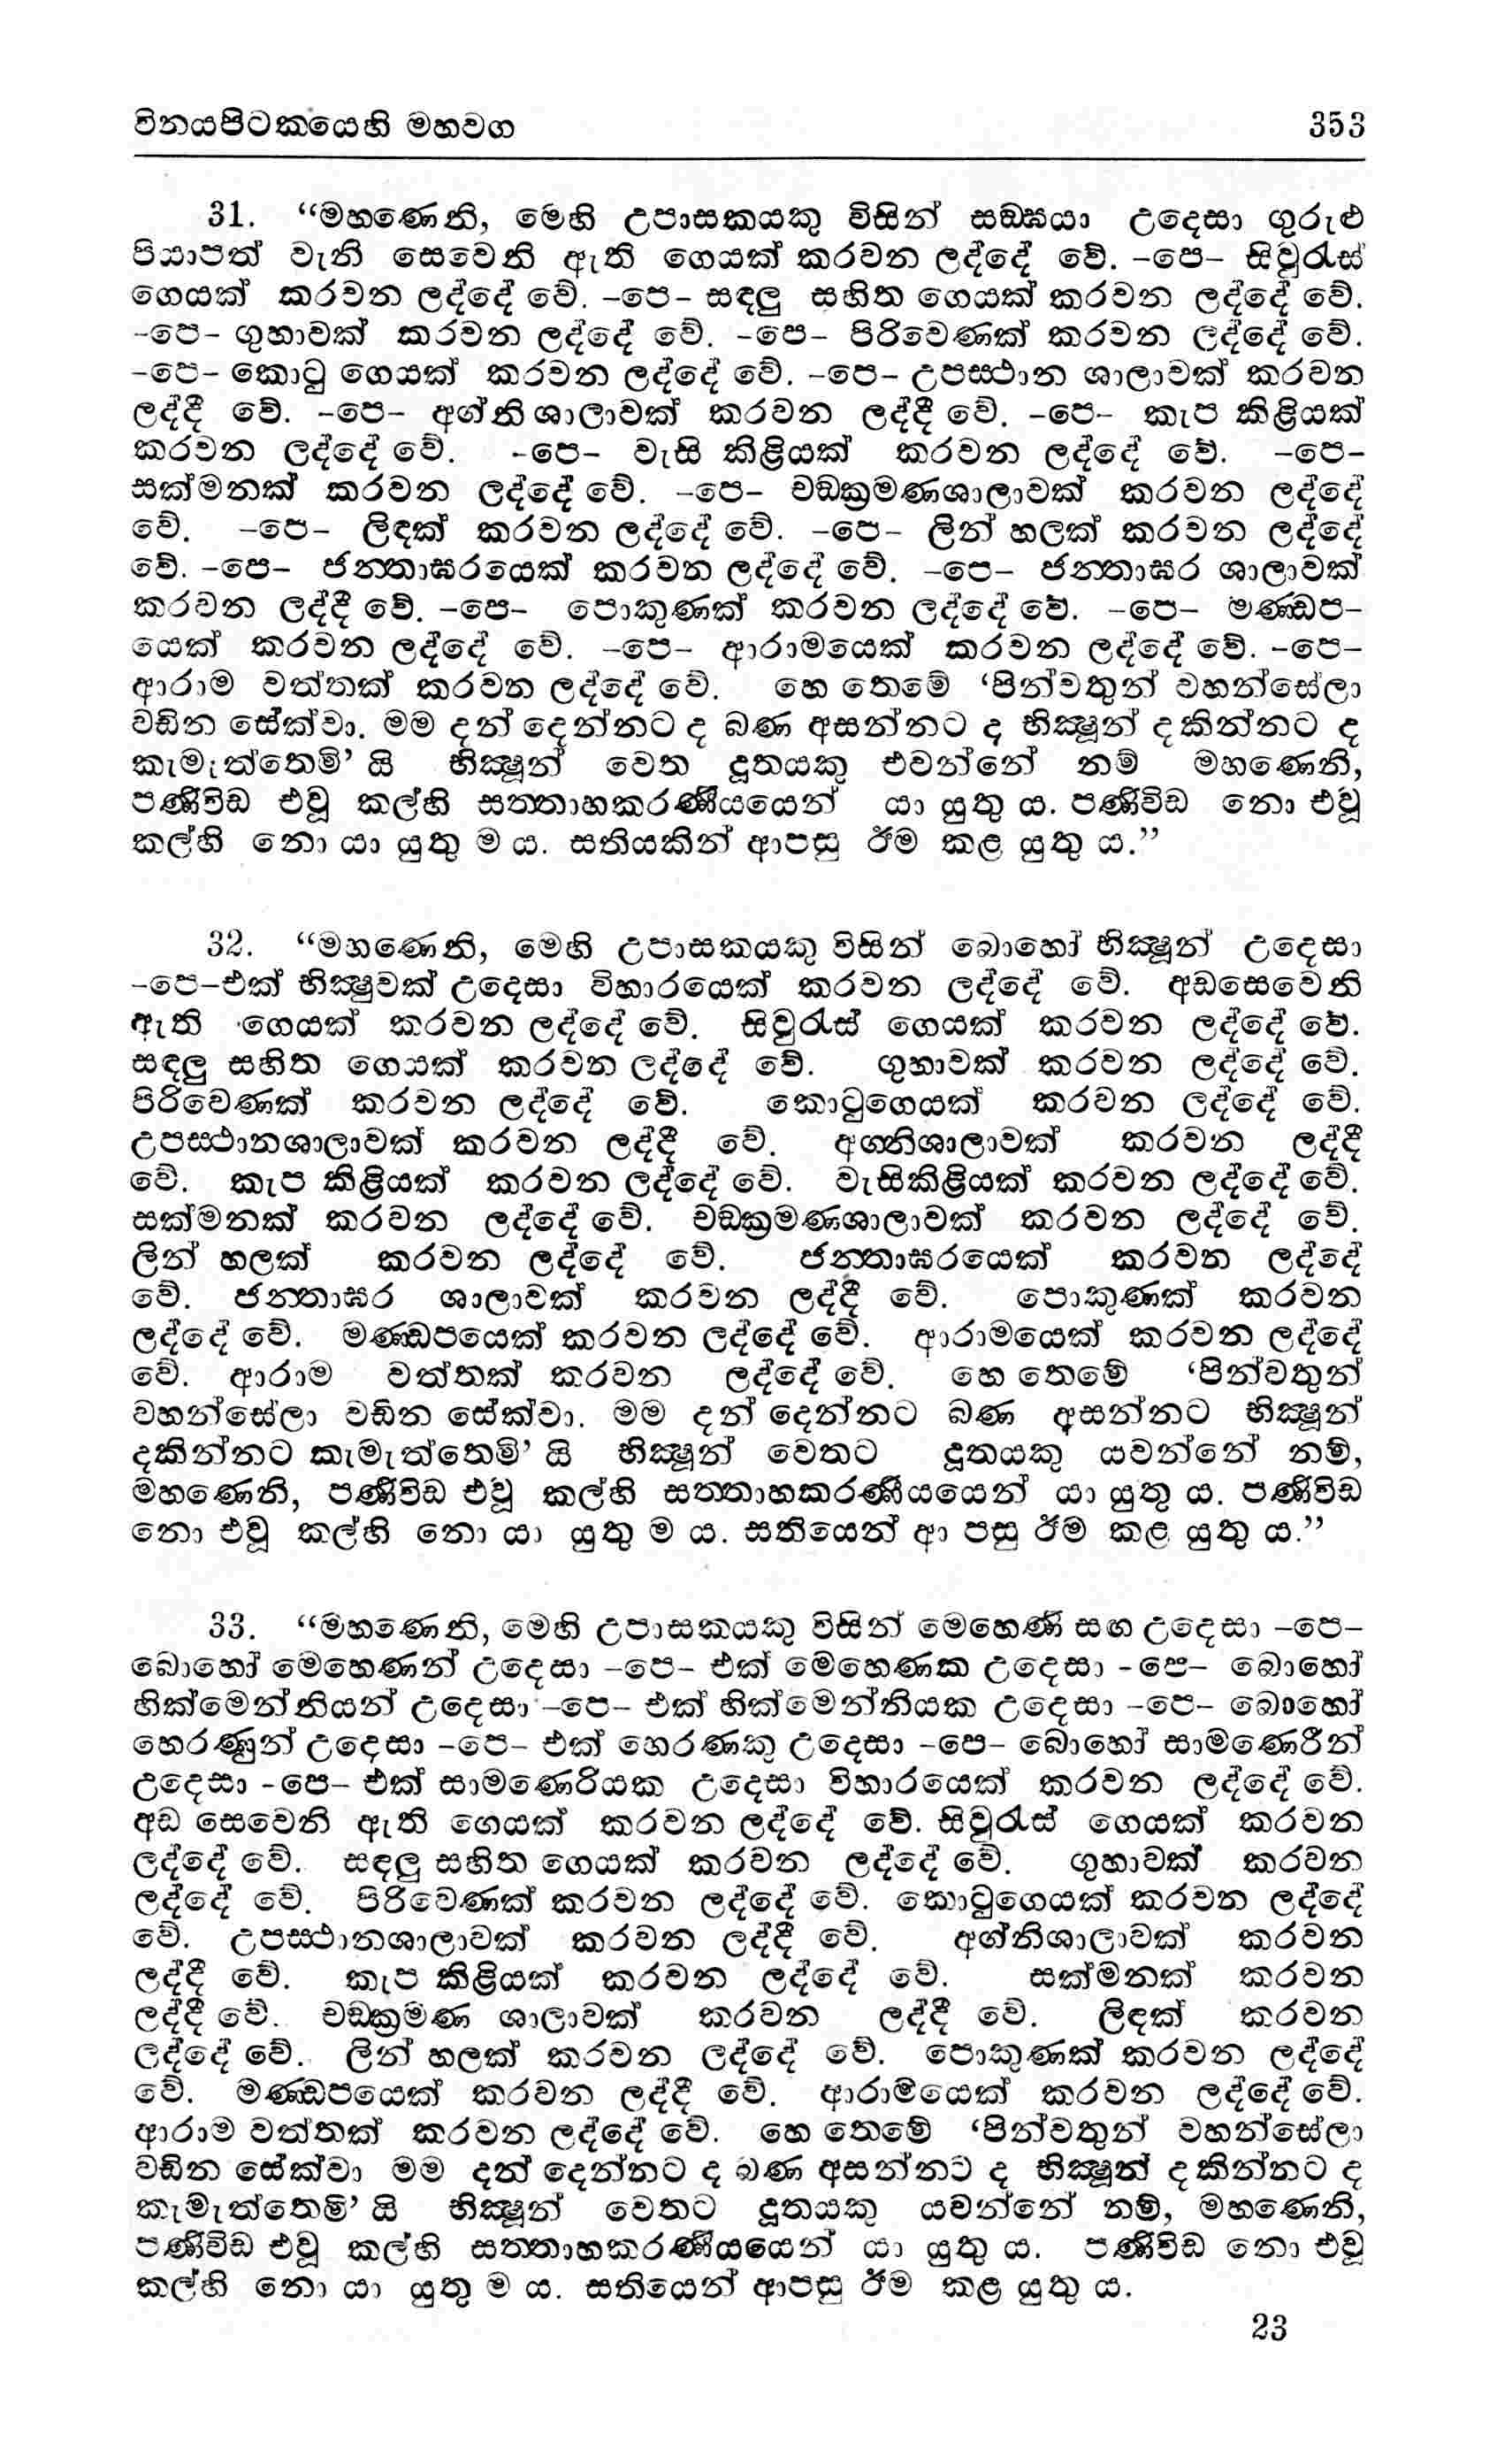 විනයපිටකයෙහි මහවග 353
31. “මහණෙනි, මෙහි උපාසකයකු විසින් සඞ්ඝයා උදෙසා ගුරුළු
පියාපත් වැනි සෙවෙනි ඇති ගෙයක් කරවන ලද්දේ වේ. -පෙ- සිවුරැස්
ගෙයක් කරවන ලද්දේ වේ. -පෙ- සඳලු සහිත ගෙයක් කරවන ලද්දේ වේ.
-පෙ- ගුහාවක් කරවන ලද්දේ වේ. -පෙ- පිරිවෙණක් කරවන ලද්දේ වේ.
-පෙ- කොටු ගෙයක් කරවන ලද්දේ වේ. -පෙ- උපස්ථාන ශාලාවක් කරවන
ලද්දී වේ. -පෙ- අග්නිශාලාවක් කරවන ලද්දී වේ. -පෙ- කැප කිළියක්
කරවන ලද්දේ වේ. -පෙ- වැසි කිළියක් කරවන ලද්දේ වේ. -පෙ-
සක්මනක් කරවන ලද්දේ වේ. -පෙ- චඞ්ක්‍රමණශාලාවක් කරවන ලද්දේ
වේ. -පෙ- ලිඳක් කරවන ලද්දේ වේ. -පෙ- ලින් හලක් කරවන ලද්දේ
වේ. -පෙ- ජන්තාඝරයෙක් කරවන ලද්දේ වේ. -පෙ- ජන්තාඝර ශාලාවක්
කරවන ලද්දී වේ. -පෙ- පොකුණක් කරවන ලද්දේ වේ. -පෙ- මණ්ඩප-
යෙක් කරවන ලද්දේ වේ. -පෙ- ආරාමයෙක් කරවන ලද්දේ වේ. -පෙ-
ආරාම වත්තක් කරවන ලද්දේ වේ. හෙ තෙමේ ‘පින්වතුන් වහන්සේලා
වඩින සේක්වා. මම දන් දෙන්නට ද බණ අසන්නට ද භික්ෂූන් දකින්නට ද
කැමැත්තෙමි’ යි භික්ෂූන් වෙත දූතයකු එවන්නේ නම් මහණෙනි,
පණිවිඩ එවූ කල්හි සත්තාහකරණීයයෙන් යා යුතු ය. පණිවිඩ නො එවූ
කල්හි නො යා යුතු ම ය. සතියකින් ආපසු ඊම කළ යුතු ය.”
32. “මහණෙනි, මෙහි උපාසකයකු විසින් බොහෝ භික්ෂූන් උදෙසා
-පෙ-එක් භික්ෂුවක් උදෙසා විහාරයෙක් කරවන ලද්දේ වේ. අඩසෙවෙනි
ඇති ගෙයක් කරවන ලද්දේ වේ. සිවුරැස් ගෙයක් කරවන ලද්දේ වේ.
සඳලු සහිත ගෙයක් කරවන ලද්දේ වේ. ගුහාවක් කරවන ලද්දේ වේ.
පිරිවෙණක් කරවන ලද්දේ වේ. කොටුගෙයක් කරවන ලද්දේ වේ.
උපස්ථානශාලාවක් කරවන ලද්දී වේ. අග්නිශාලාවක් කරවන ලද්දී
වේ. කැප කිළියක් කරවන ලද්දේ වේ. වැසිකිළියක් කරවන ලද්දේ වේ.
සක්මනක් කරවන ලද්දේ වේ. චඞ්ක්‍රමණශාලාවක් කරවන ලද්දේ වේ.
ලින් හලක් කරවන ලද්දේ වේ. ජන්තාඝරයෙක් කරවන ලද්දේ
වේ. ජන්තාඝර ශාලාවක් කරවන ලද්දී වේ. පොකුණක් කරවන
ලද්දේ වේ. මණ්ඩපයෙක් කරවන ලද්දේ වේ. ආරාමයෙක් කරවන ලද්දේ
වේ. ආරාම වත්තක් කරවන ලද්දේ වේ. හෙ තෙමේ ‘පින්වතුන්
වහන්සේලා වඩින සේක්වා. මම දන් දෙන්නට බණ අසන්නට භික්ෂූන්
දකින්නට කැමැත්තෙමි’ යි භික්ෂූන් වෙතට දූතයකු යවන්නේ නම්,
මහණෙනි, පණිවිඩ එවූ කල්හි සත්තාහකරණීයයෙන් යා යුතු ය. පණිවිඩ
නො එවූ කල්හි නො යා යුතු ම ය. සතියෙන් ආ පසු ඊම කළ යුතු ය.”
33. “මහණෙනි, මෙහි උපාසකයකු විසින් මෙහෙණි සඟ උදෙසා -පෙ-
බොහෝ මෙහෙණන් උදෙසා -පෙ- එක් මෙහෙණක උදෙසා -පෙ- බොහෝ
හික්මෙන්නියන් උදෙසා -පෙ- එක් හික්මෙන්නියක උදෙසා -පෙ- බොහෝ
හෙරණුන් උදෙසා -පෙ- එක් හෙරණකු උදෙසා -පෙ- බොහෝ සාමණෙරීන්
උදෙසා -පෙ- එක් සාමණෙරියක උදෙසා විහාරයෙක් කරවන ලද්දේ වේ.
අඩ සෙවෙනි ඇති ගෙයක් කරවන ලද්දේ වේ. සිවුරැස් ගෙයක් කරවන
ලද්දේ වේ. සඳලු සහිත ගෙයක් කරවන ලද්දේ වේ. ගුහාවක් කරවන
ලද්දේ වේ. පිරිවෙණක් කරවන ලද්දේ වේ. කොටුගෙයක් කරවන ලද්දේ
වේ. උපස්ථානශාලාවක් කරවන ලද්දී වේ. අග්නිශාලාවක් කරවන
ලද්දී වේ. කැප කිළියක් කරවන ලද්දේ වේ. සක්මනක් කරවන
ලද්දී වේ. චඞ්ක්‍රමණ ශාලාවක් කරවන ලද්දී වේ. ලිඳක් කරවන
ලද්දේ වේ. ලින් හලක් කරවන ලද්දේ වේ. පොකුණක් කරවන ලද්දේ
වේ. මණ්ඩපයෙක් කරවන ලද්දී වේ. ආරාමයෙක් කරවන ලද්දේ වේ.
ආරාම වත්තක් කරවන ලද්දේ වේ. හෙ තෙමේ ‘පින්වතුන් වහන්සේලා
වඩින සේක්වා මම දන් දෙන්නට ද බණ අසන්නට ද භික්ෂූන් දකින්නට ද
කැමැත්තෙමි’ යි භික්ෂූන් වෙතට දූතයකු යවන්නේ නම්, මහණෙනි,
පණිවිඩ එවූ කල්හි සත්තාහකරණීයයෙන් යා යුතු ය. පණිවිඩ නො එවූ
කල්හි නො යා යුතු ම ය. සතියෙන් ආපසු ඊම කළ යුතු ය.
23